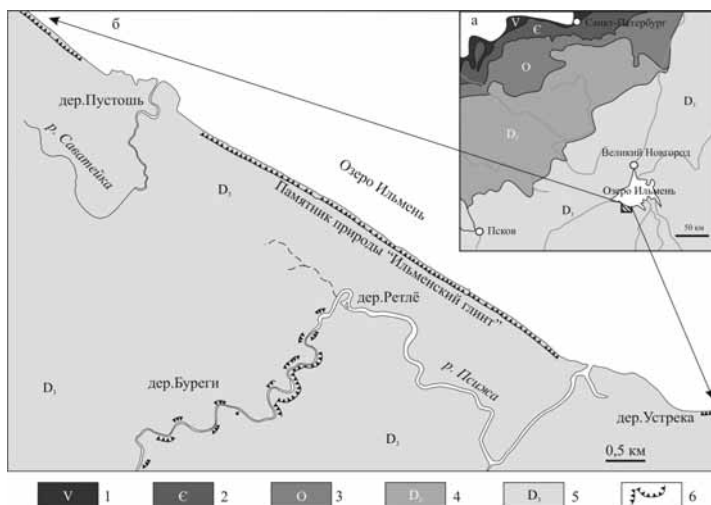 б
дер.Пустошь
р. Саватейка
D₃
Озеро Ильмень
Памятник природы "Ильменский глинт"
дер.Ретлё
дер.Буреги
р. Псижа
D₃
D₃
дер.Устрека
0,5 км
а
V
Є
Санкт-Петербург
O
D₃
D₂
Великий Новгород
Озеро Ильмень
D₃
Псков
50 км
V 1 Є 2 O 3 D₂ 4 D₃ 5 6